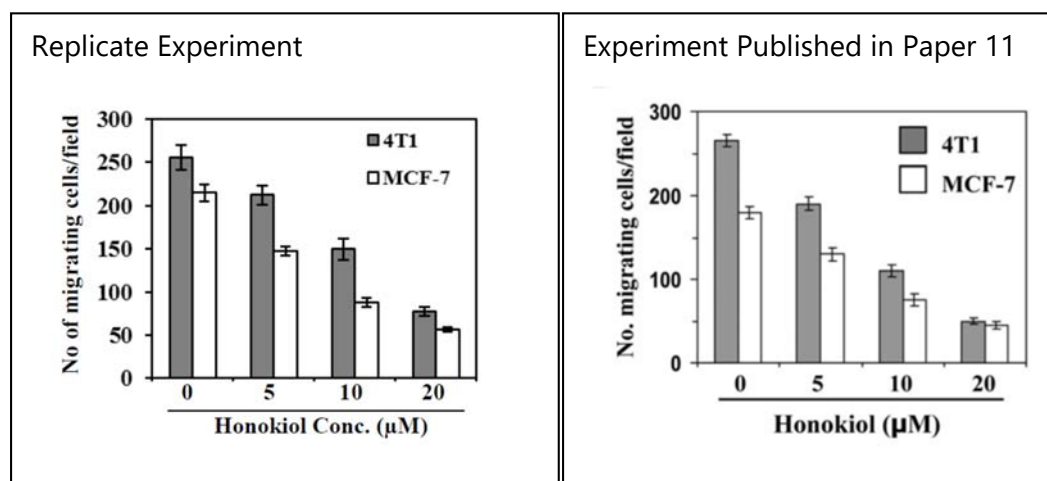 Replicate Experiment
No of migrating cells/field
300
250
200
150
100
50
0
4T1
MCF-7
0 5 10 20
Honokiol Conc. (µM)
Experiment Published in Paper 11
No. migrating cells/field
300
200
100
0
4T1
MCF-7
0 5 10 20
Honokiol (µM)